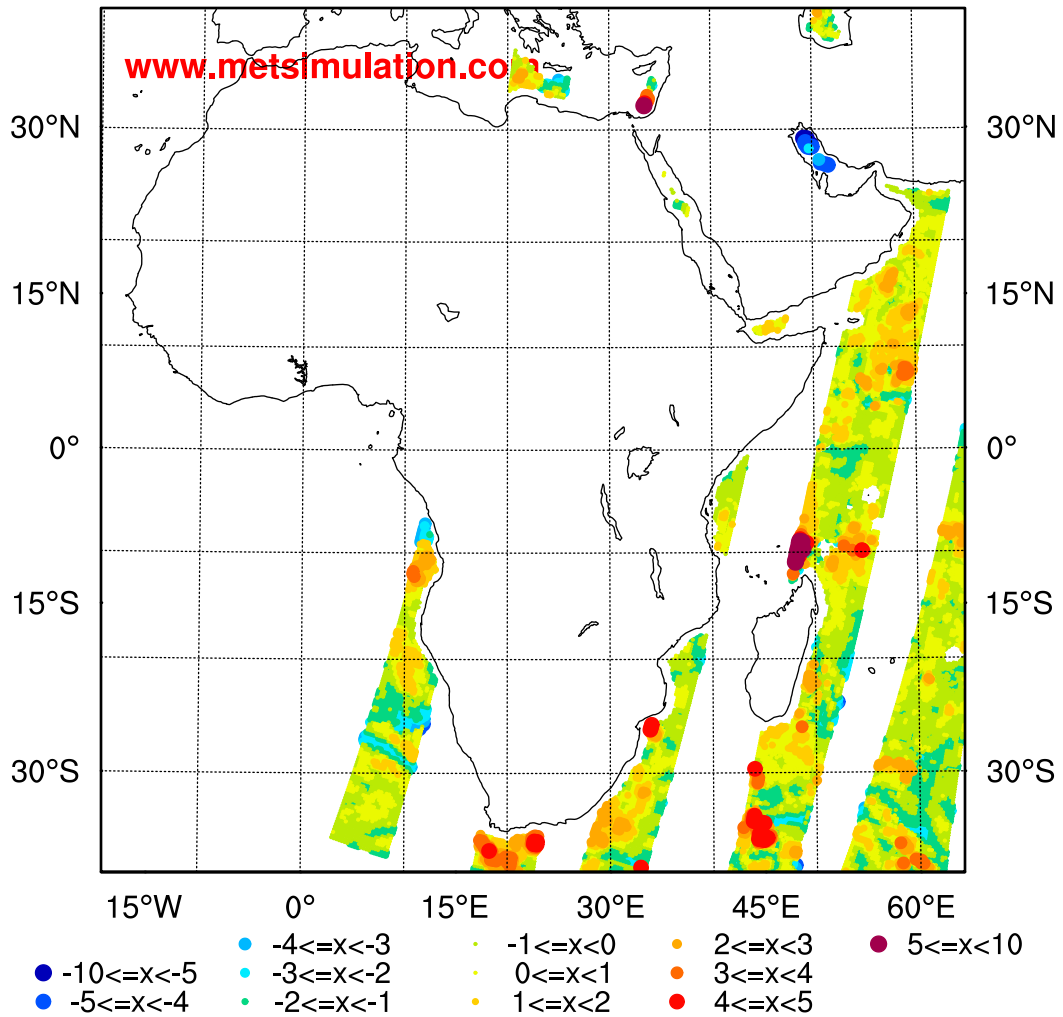 www.metsimulation.com
30°N 30°N
15°N 15°N
0° 0°
15°S 15°S
30°S 30°S
15°W 0° 15°E 30°E 45°E 60°E
-4<=x<-3 -1<=x<0 2<=x<3 5<=x<10
-10<=x<-5 -3<=x<-2 0<=x<1 3<=x<4
-5<=x<-4 -2<=x<-1 1<=x<2 4<=x<5